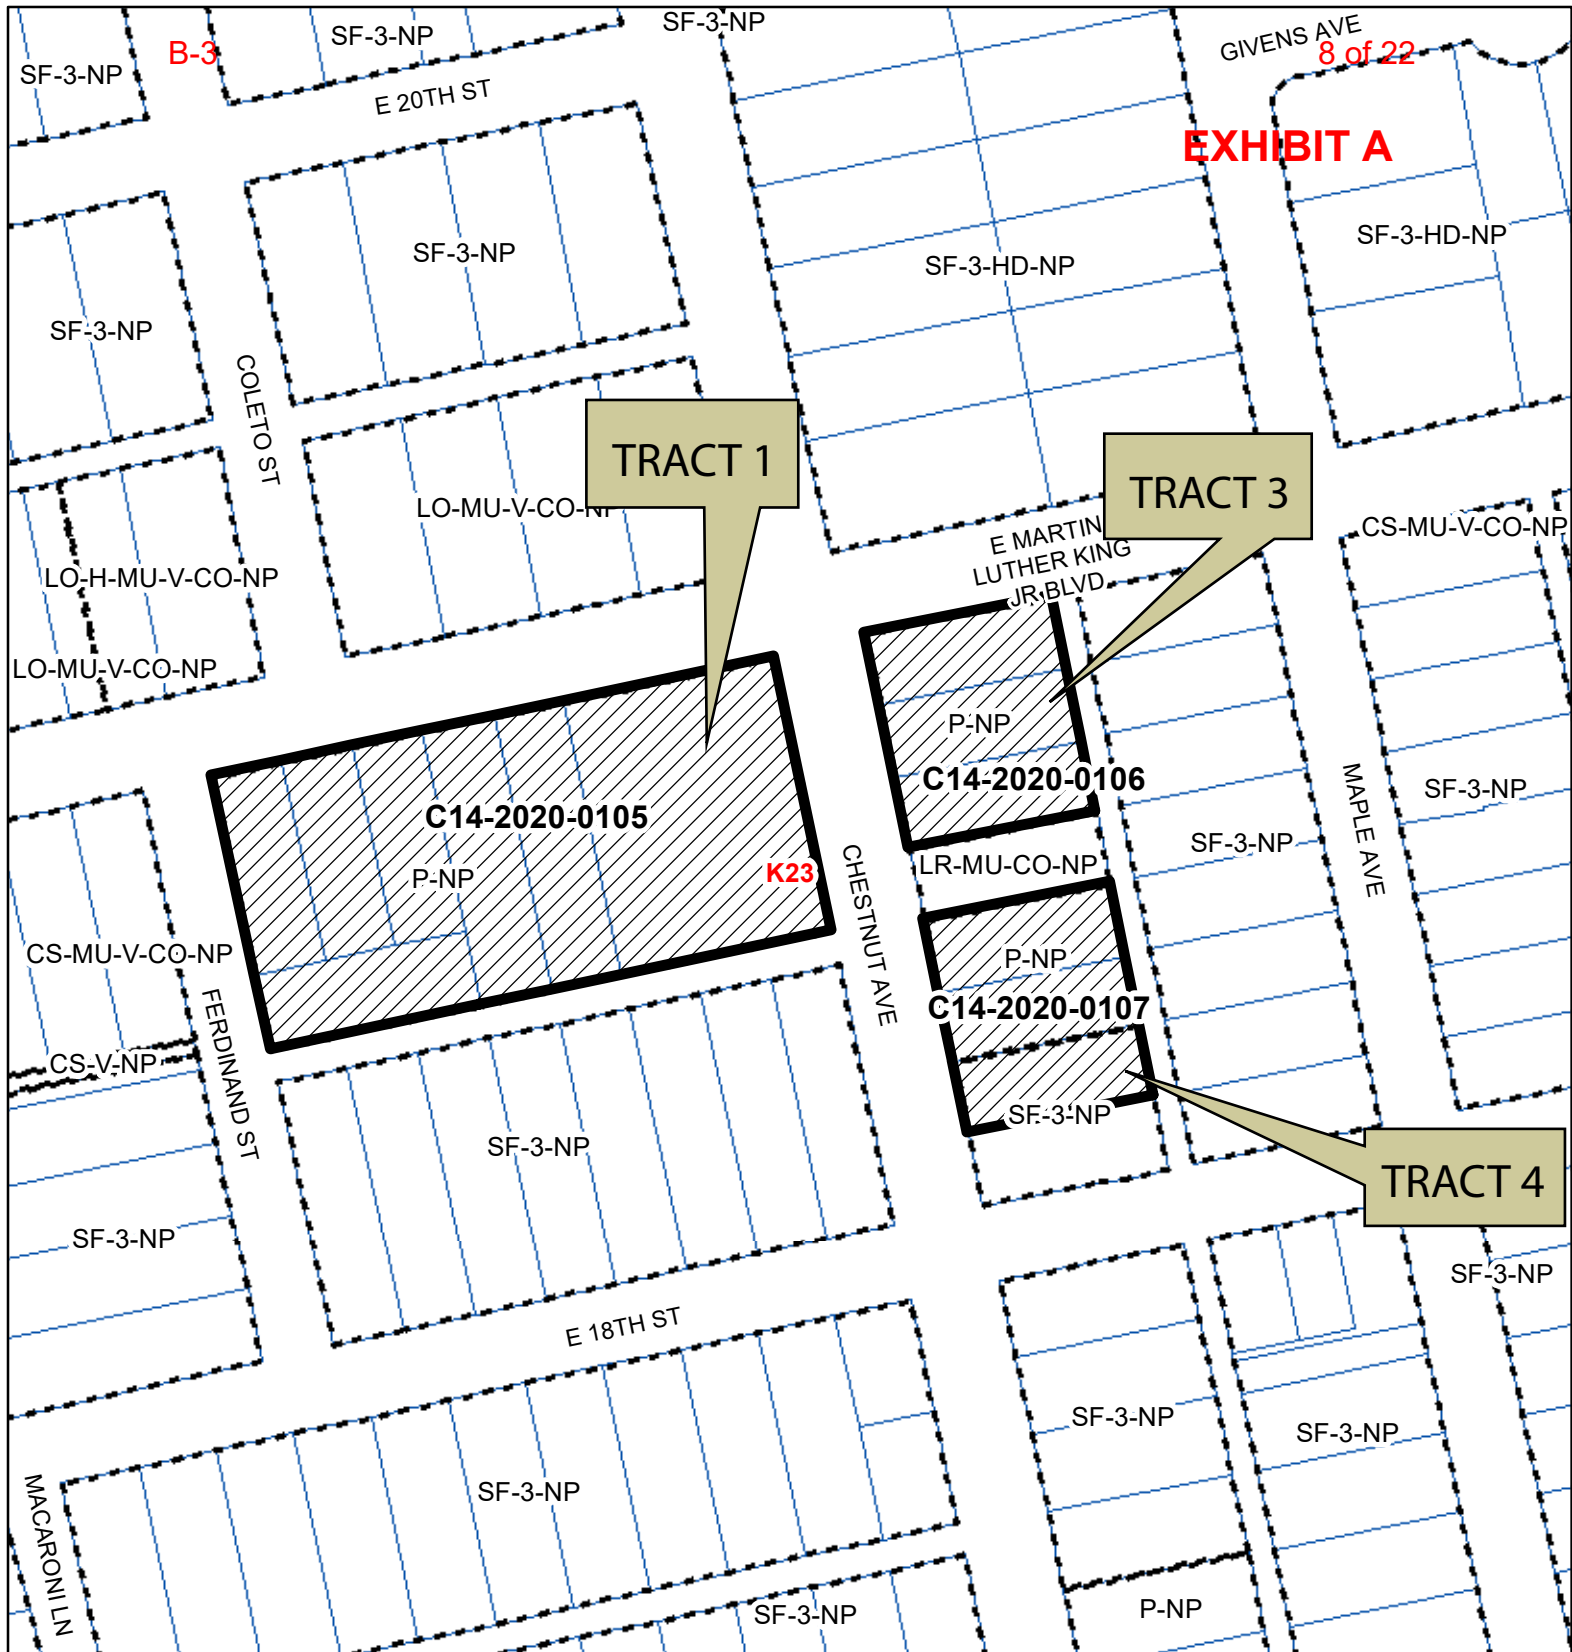 SF-3-NP
B-3
SF-3-NP
SF-3-NP
GIVENS AVE
8 of 22
E 20TH ST
EXHIBIT A
SF-3-NP
SF-3-HD-NP
SF-3-HD-NP
SF-3-NP
COLETO ST
TRACT 1
TRACT 3
LO-MU-V-CO-NP
CS-MU-V-CO-NP
E MARTIN
LUTHER KING
JR BLVD
LO-H-MU-V-CO-NP
LO-MU-V-CO-NP
P-NP
C14-2020-0106
MAPLE AVE
SF-3-NP
C14-2020-0105
P-NP
K23
CHESTNUT AVE
LR-MU-CO-NP
SF-3-NP
CS-MU-V-CO-NP
P-NP
C14-2020-0107
FERDINAND ST
CS-V-NP
SF-3-NP
SF-3-NP
TRACT 4
SF-3-NP
SF-3-NP
E 18TH ST
SF-3-NP
SF-3-NP
SF-3-NP
MACARONI LN
SF-3-NP
P-NP